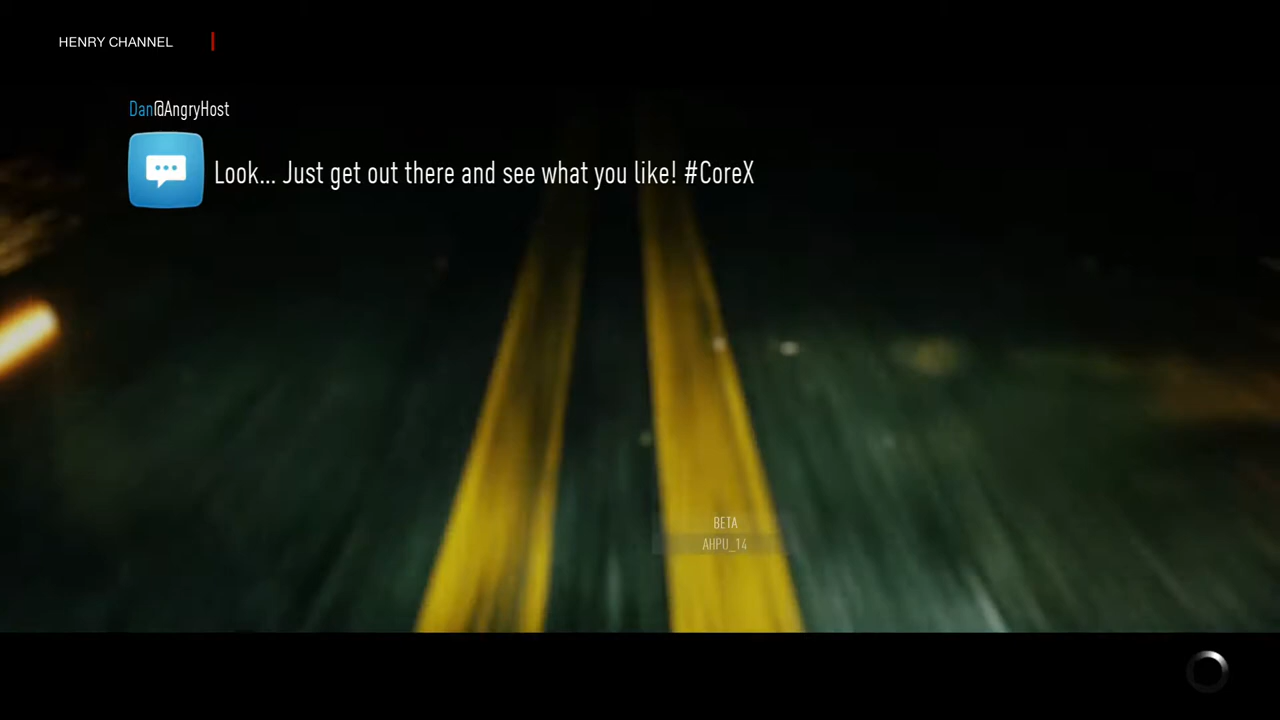 HENRY CHANNEL
Dan@AngryHost
Look... Just get out there and see what you like! #CoreX
BETA
AHPU_14